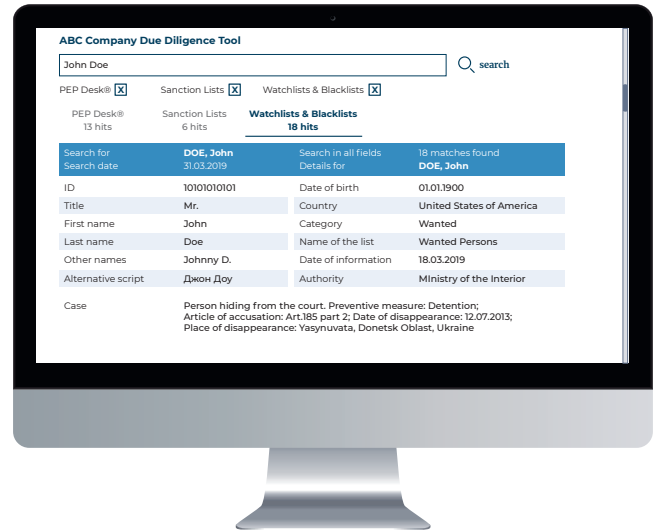 ABC Company Due Diligence Tool
John Doe
search
PEP Desk® X Sanction Lists X Watchlists & Blacklists X
PEP Desk® Sanction Lists Watchlists & Blacklists
13 hits 6 hits 18 hits
Search for DOE, John Search in all fields 18 matches found
Search date 31.03.2019 Details for DOE, John
ID 10101010101 Date of birth 01.01.1900
Title Mr. Country United States of America
First name John Category Wanted
Last name Doe Name of the list Wanted Persons
Other names Johnny D. Date of information 18.03.2019
Alternative script Джон Доу Authority MInistry of the Interior
Case Person hiding from the court. Preventive measure: Detention;
Article of accusation: Art.185 part 2; Date of disappearance: 12.07.2013;
Place of disappearance: Yasynuvata, Donetsk Oblast, Ukraine